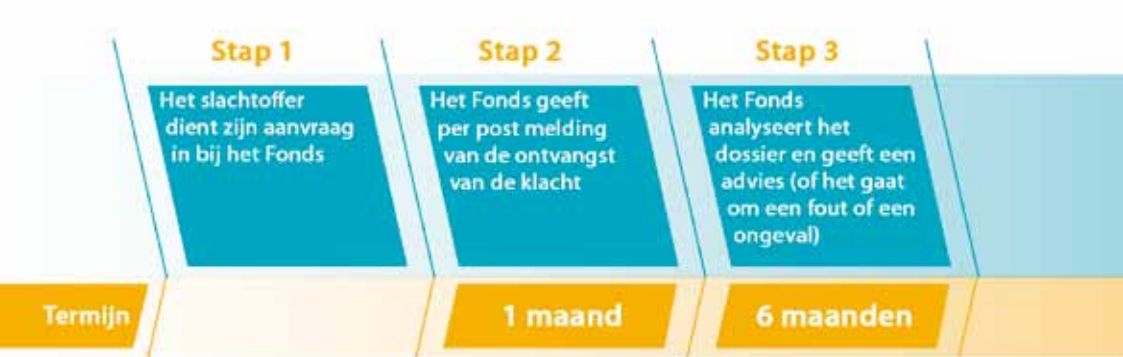 Stap 1
Het slachtoffer
dient zijn aanvraag
in bij het Fonds
Stap 2
Het Fonds geeft
per post melding
van de ontvangst
van de klacht
Stap 3
Het Fonds
analyseert het
dossier en geeft een
advies (of het gaat
om een fout of een
ongeval)
Termijn
1 maand
6 maanden